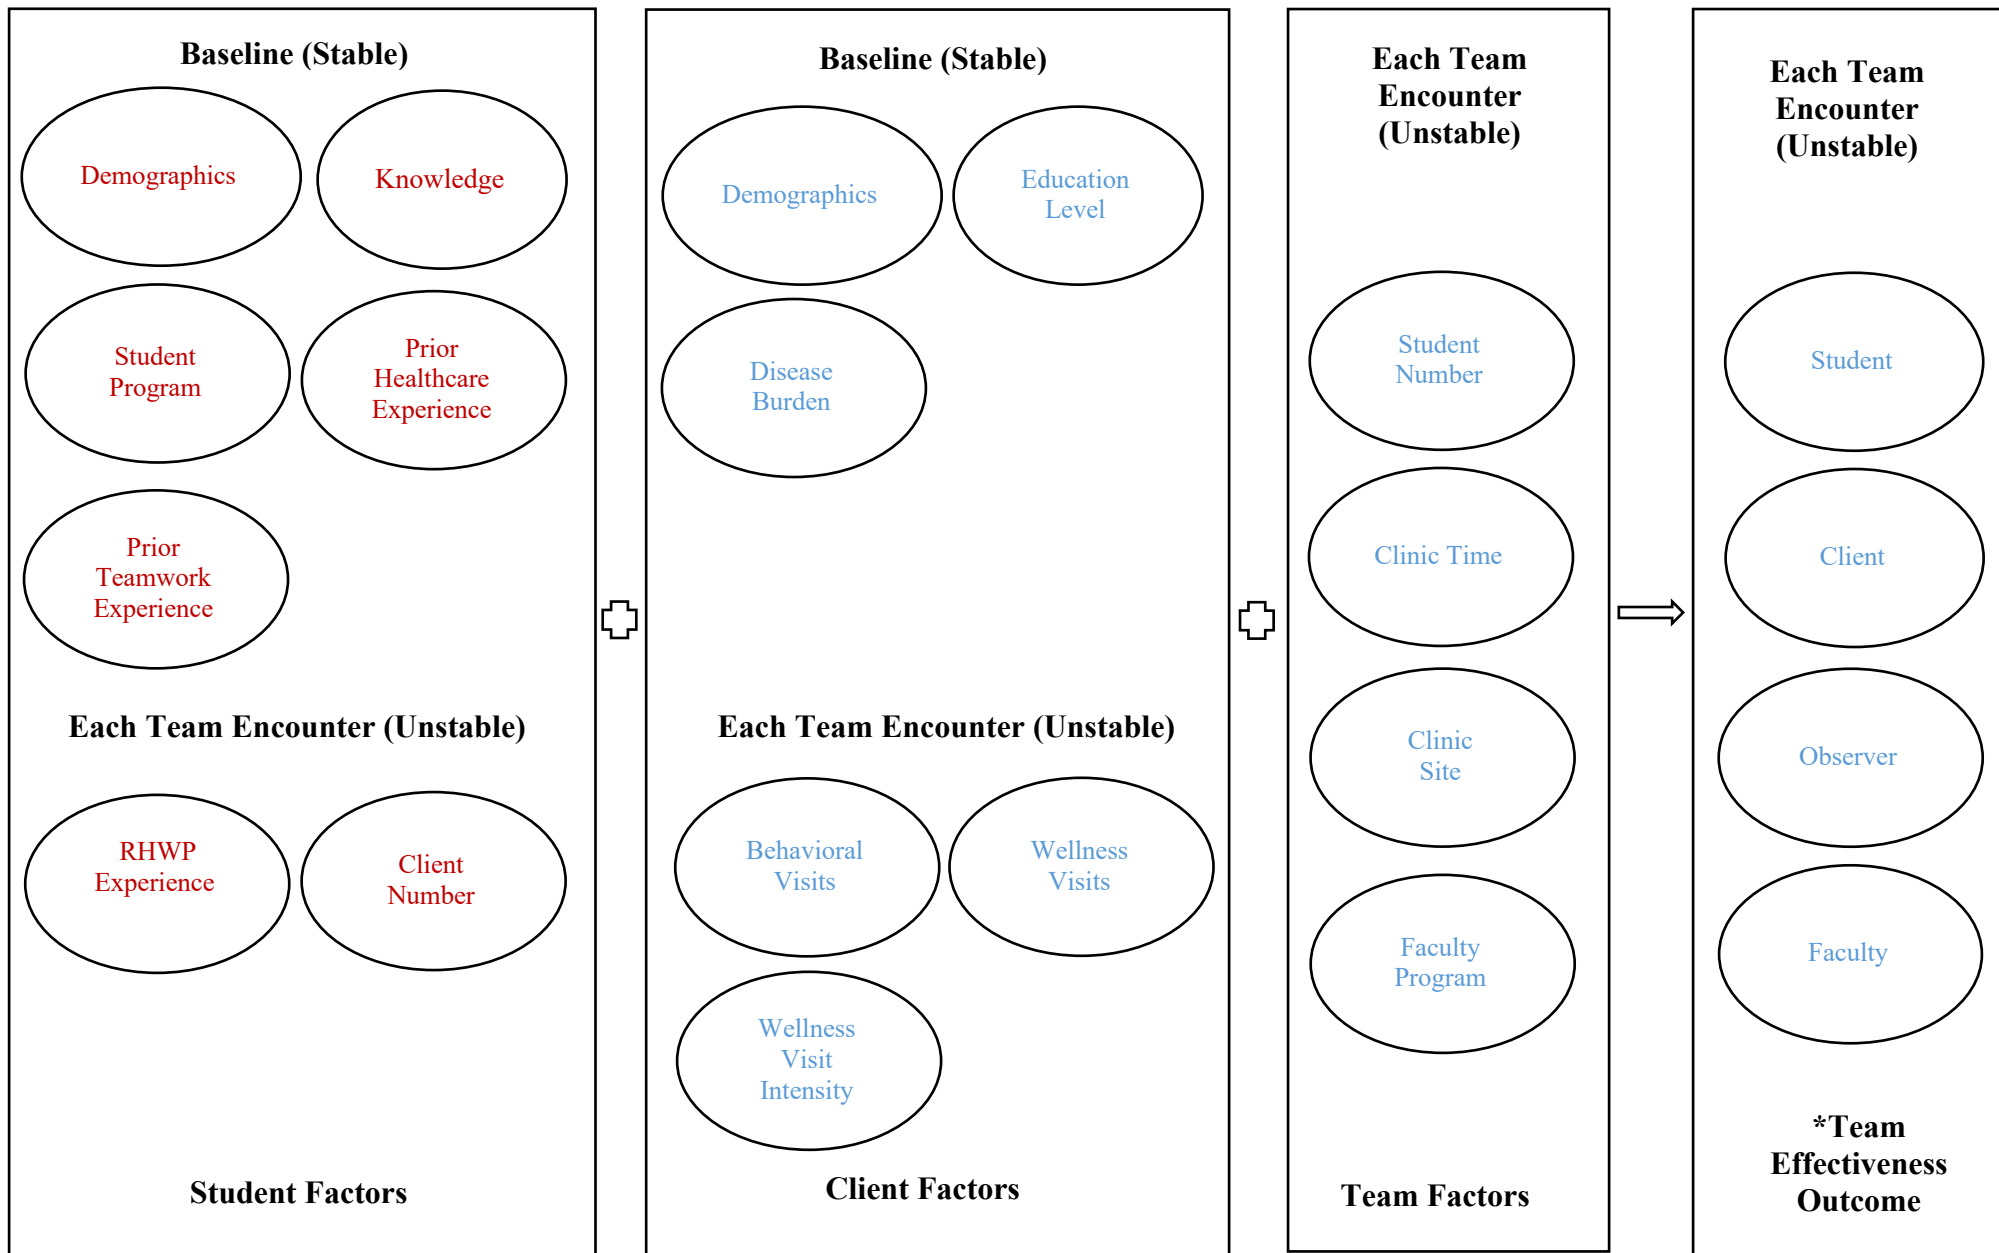 Baseline (Stable)
Demographics
Knowledge
Student
Program
Prior
Healthcare
Experience
Prior
Teamwork
Experience
Each Team Encounter (Unstable)
RHWP
Experience
Client
Number
Student Factors
Baseline (Stable)
Demographics
Education
Level
Disease
Burden
Each Team Encounter (Unstable)
Behavioral
Visits
Wellness
Visits
Wellness
Visit
Intensity
Client Factors
Each Team
Encounter
(Unstable)
Student
Number
Clinic Time
Clinic
Site
Faculty
Program
Team Factors
Each Team
Encounter
(Unstable)
Student
Client
Observer
Faculty
*Team
Effectiveness
Outcome